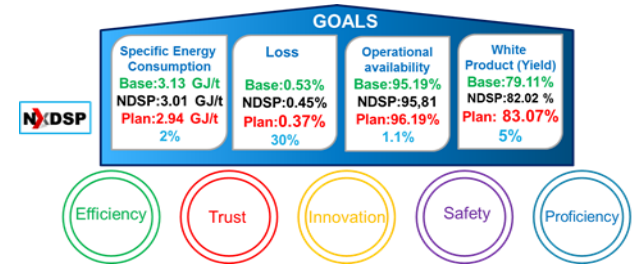 GOALS
Specific Energy
Consumption
Base:3.13 GJ/t
NDSP:3.01 GJ/t
Plan:2.94 GJ/t
2%
Loss
Base:0.53%
NDSP:0.45%
Plan:0.37%
30%
Operational
availability
Base:95.19%
NDSP:95,81
Plan:96.19%
1.1%
White
Product (Yield)
Base:79.11%
NDSP:82.02 %
Plan: 83.07%
5%
NXDSP
Efficiency
Trust
Innovation
Safety
Proficiency